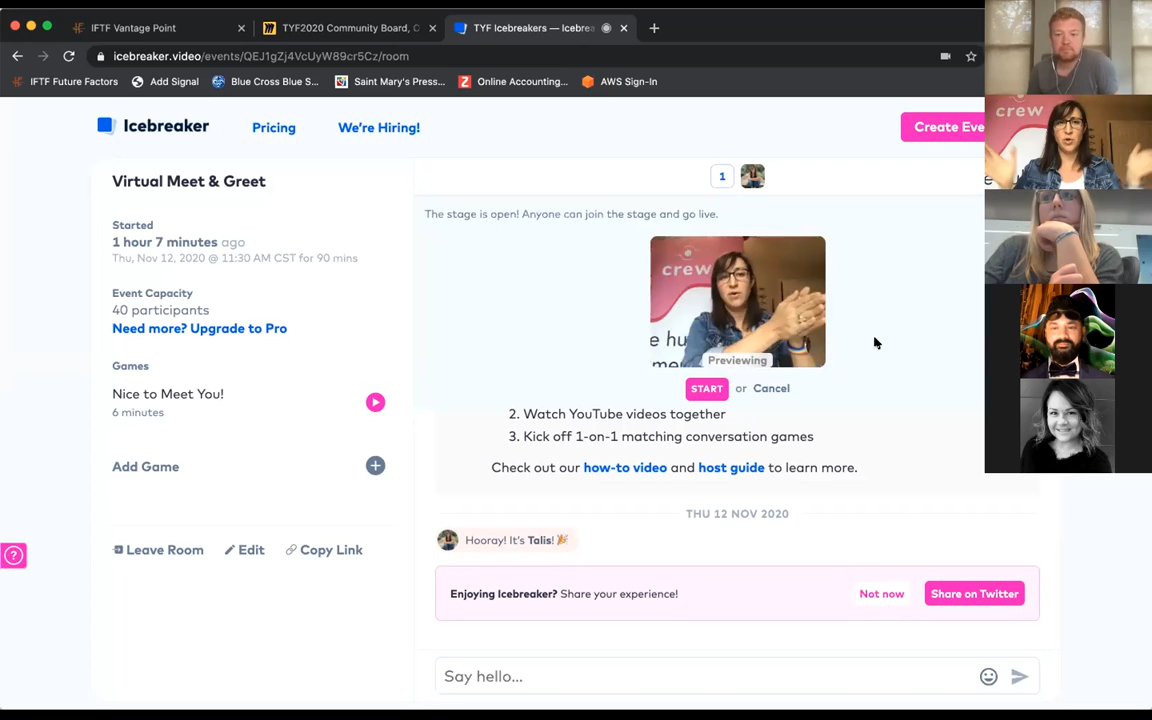 IFTF Vantage Point
TYF2020 Community Board, O
TYF Icebreakers — Icebrea
icebreaker.video/events/QEJ1gZj4VcUyW89cr5Cz/room
IFTF Future Factors
Add Signal
Blue Cross Blue S...
Saint Mary's Press...
Online Accounting...
AWS Sign-In
Icebreaker
Pricing
We're Hiring!
Create Eve
crew
Virtual Meet & Greet
1
Started
1 hour 7 minutes ago
Thu, Nov 12, 2020 @ 11:30 AM CST for 90 mins
Event Capacity
40 participants
Need more? Upgrade to Pro
Games
Nice to Meet You!
6 minutes
Add Game
Leave Room
Edit
Copy Link
The stage is open! Anyone can join the stage and go live.
crew
e hu
me
Previewing
START or Cancel
2. Watch YouTube videos together
3. Kick off 1-on-1 matching conversation games
Check out our how-to video and host guide to learn more.
THU 12 NOV 2020
Hooray! It's Talis!🎉
Enjoying Icebreaker? Share your experience!
Not now
Share on Twitter
Say hello...
?